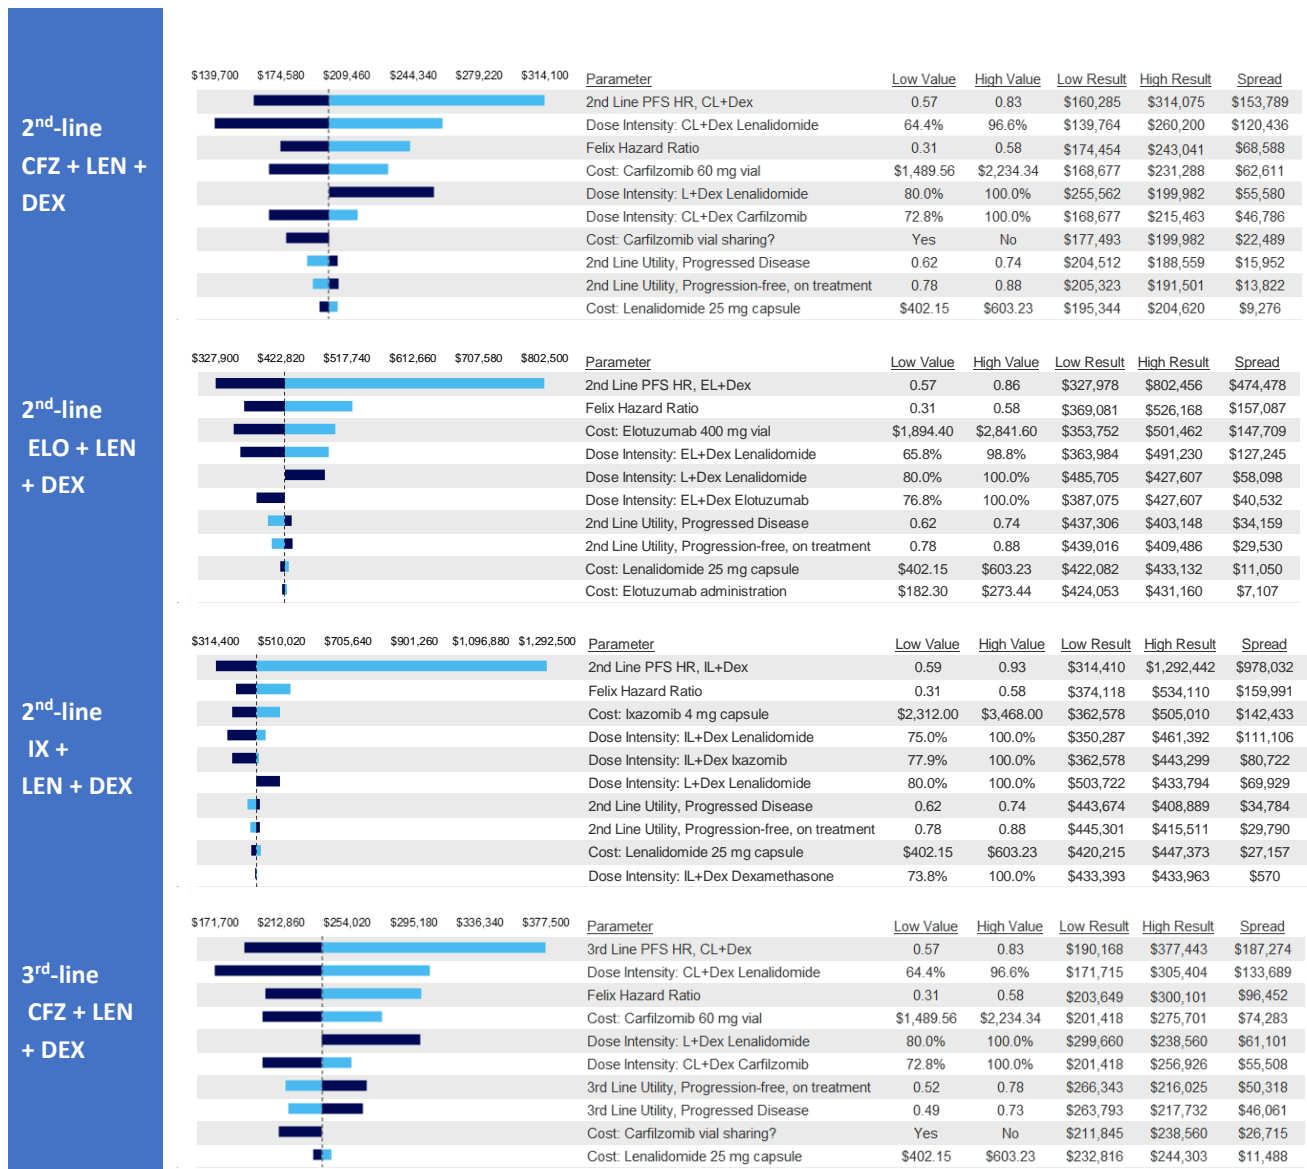 2nd-line
CFZ + LEN +
DEX
$139,700 $174,580 $209,460 $244,340 $279,220 $314,100 Parameter Low Value High Value Low Result High Result Spread
2nd Line PFS HR, CL+Dex 0.57 0.83 $160,285 $314,075 $153,789
Dose Intensity: CL+Dex Lenalidomide 64.4% 96.6% $139,764 $260,200 $120,436
Felix Hazard Ratio 0.31 0.58 $174,454 $243,041 $68,588
Cost: Carfilzomib 60 mg vial $1,489.56 $2,234.34 $168,677 $231,288 $62,611
Dose Intensity: L+Dex Lenalidomide 80.0% 100.0% $255,562 $199,982 $55,580
Dose Intensity: CL+Dex Carfilzomib 72.8% 100.0% $168,677 $215,463 $46,786
Cost: Carfilzomib vial sharing? Yes No $177,493 $199,982 $22,489
2nd Line Utility, Progressed Disease 0.62 0.74 $204,512 $188,559 $15,952
2nd Line Utility, Progression-free, on treatment 0.78 0.88 $205,323 $191,501 $13,822
Cost: Lenalidomide 25 mg capsule $402.15 $603.23 $195,344 $204,620 $9,276
2nd-line
ELO + LEN
+ DEX
$327,900 $422,820 $517,740 $612,660 $707,580 $802,500 Parameter Low Value High Value Low Result High Result Spread
2nd Line PFS HR, EL+Dex 0.57 0.86 $327,978 $802,456 $474,478
Felix Hazard Ratio 0.31 0.58 $369,081 $526,168 $157,087
Cost: Elotuzumab 400 mg vial $1,894.40 $2,841.60 $353,752 $501,462 $147,709
Dose Intensity: EL+Dex Lenalidomide 65.8% 98.8% $363,984 $491,230 $127,245
Dose Intensity: L+Dex Lenalidomide 80.0% 100.0% $485,705 $427,607 $58,098
Dose Intensity: EL+Dex Elotuzumab 76.8% 100.0% $387,075 $427,607 $40,532
2nd Line Utility, Progressed Disease 0.62 0.74 $437,306 $403,148 $34,159
2nd Line Utility, Progression-free, on treatment 0.78 0.88 $439,016 $409,486 $29,530
Cost: Lenalidomide 25 mg capsule $402.15 $603.23 $422,082 $433,132 $11,050
Cost: Elotuzumab administration $182.30 $273.44 $424,053 $431,160 $7,107
2nd-line
IX +
LEN + DEX
$314,400 $510,020 $705,640 $901,260 $1,096,880 $1,292,500 Parameter Low Value High Value Low Result High Result Spread
2nd Line PFS HR, IL+Dex 0.59 0.93 $314,410 $1,292,442 $978,032
Felix Hazard Ratio 0.31 0.58 $374,118 $534,110 $159,991
Cost: Ixazomib 4 mg capsule $2,312.00 $3,468.00 $362,578 $505,010 $142,433
Dose Intensity: IL+Dex Lenalidomide 75.0% 100.0% $350,287 $461,392 $111,106
Dose Intensity: IL+Dex Ixazomib 77.9% 100.0% $362,578 $443,299 $80,722
Dose Intensity: L+Dex Lenalidomide 80.0% 100.0% $503,722 $433,794 $69,929
2nd Line Utility, Progressed Disease 0.62 0.74 $443,674 $408,889 $34,784
2nd Line Utility, Progression-free, on treatment 0.78 0.88 $445,301 $415,511 $29,790
Cost: Lenalidomide 25 mg capsule $402.15 $603.23 $420,215 $447,373 $27,157
Dose Intensity: IL+Dex Dexamethasone 73.8% 100.0% $433,393 $433,963 $570
3rd-line
CFZ + LEN
+ DEX
$171,700 $212,860 $254,020 $295,180 $336,340 $377,500 Parameter Low Value High Value Low Result High Result Spread
3rd Line PFS HR, CL+Dex 0.57 0.83 $190,168 $377,443 $187,274
Dose Intensity: CL+Dex Lenalidomide 64.4% 96.6% $171,715 $305,404 $133,689
Felix Hazard Ratio 0.31 0.58 $203,649 $300,101 $96,452
Cost: Carfilzomib 60 mg vial $1,489.56 $2,234.34 $201,418 $275,701 $74,283
Dose Intensity: L+Dex Lenalidomide 80.0% 100.0% $299,660 $238,560 $61,101
Dose Intensity: CL+Dex Carfilzomib 72.8% 100.0% $201,418 $256,926 $55,508
3rd Line Utility, Progression-free, on treatment 0.52 0.78 $266,343 $216,025 $50,318
3rd Line Utility, Progressed Disease 0.49 0.73 $263,793 $217,732 $46,061
Cost: Carfilzomib vial sharing? Yes No $211,845 $238,560 $26,715
Cost: Lenalidomide 25 mg capsule $402.15 $603.23 $232,816 $244,303 $11,488